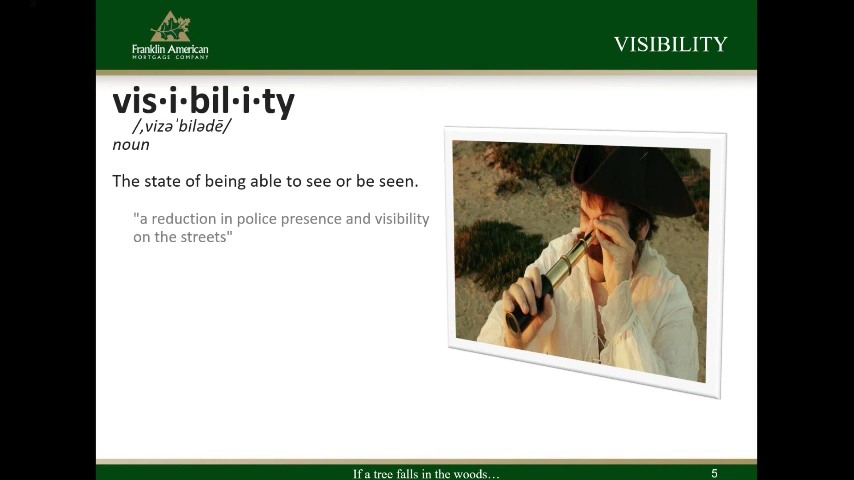 Franklin American
MORTGAGE COMPANY
VISIBILITY
vis·i·bil·i·ty
/ˌvizəˈbilədē/
noun
The state of being able to see or be seen.
"a reduction in police presence and visibility
on the streets"
If a tree falls in the woods…
5